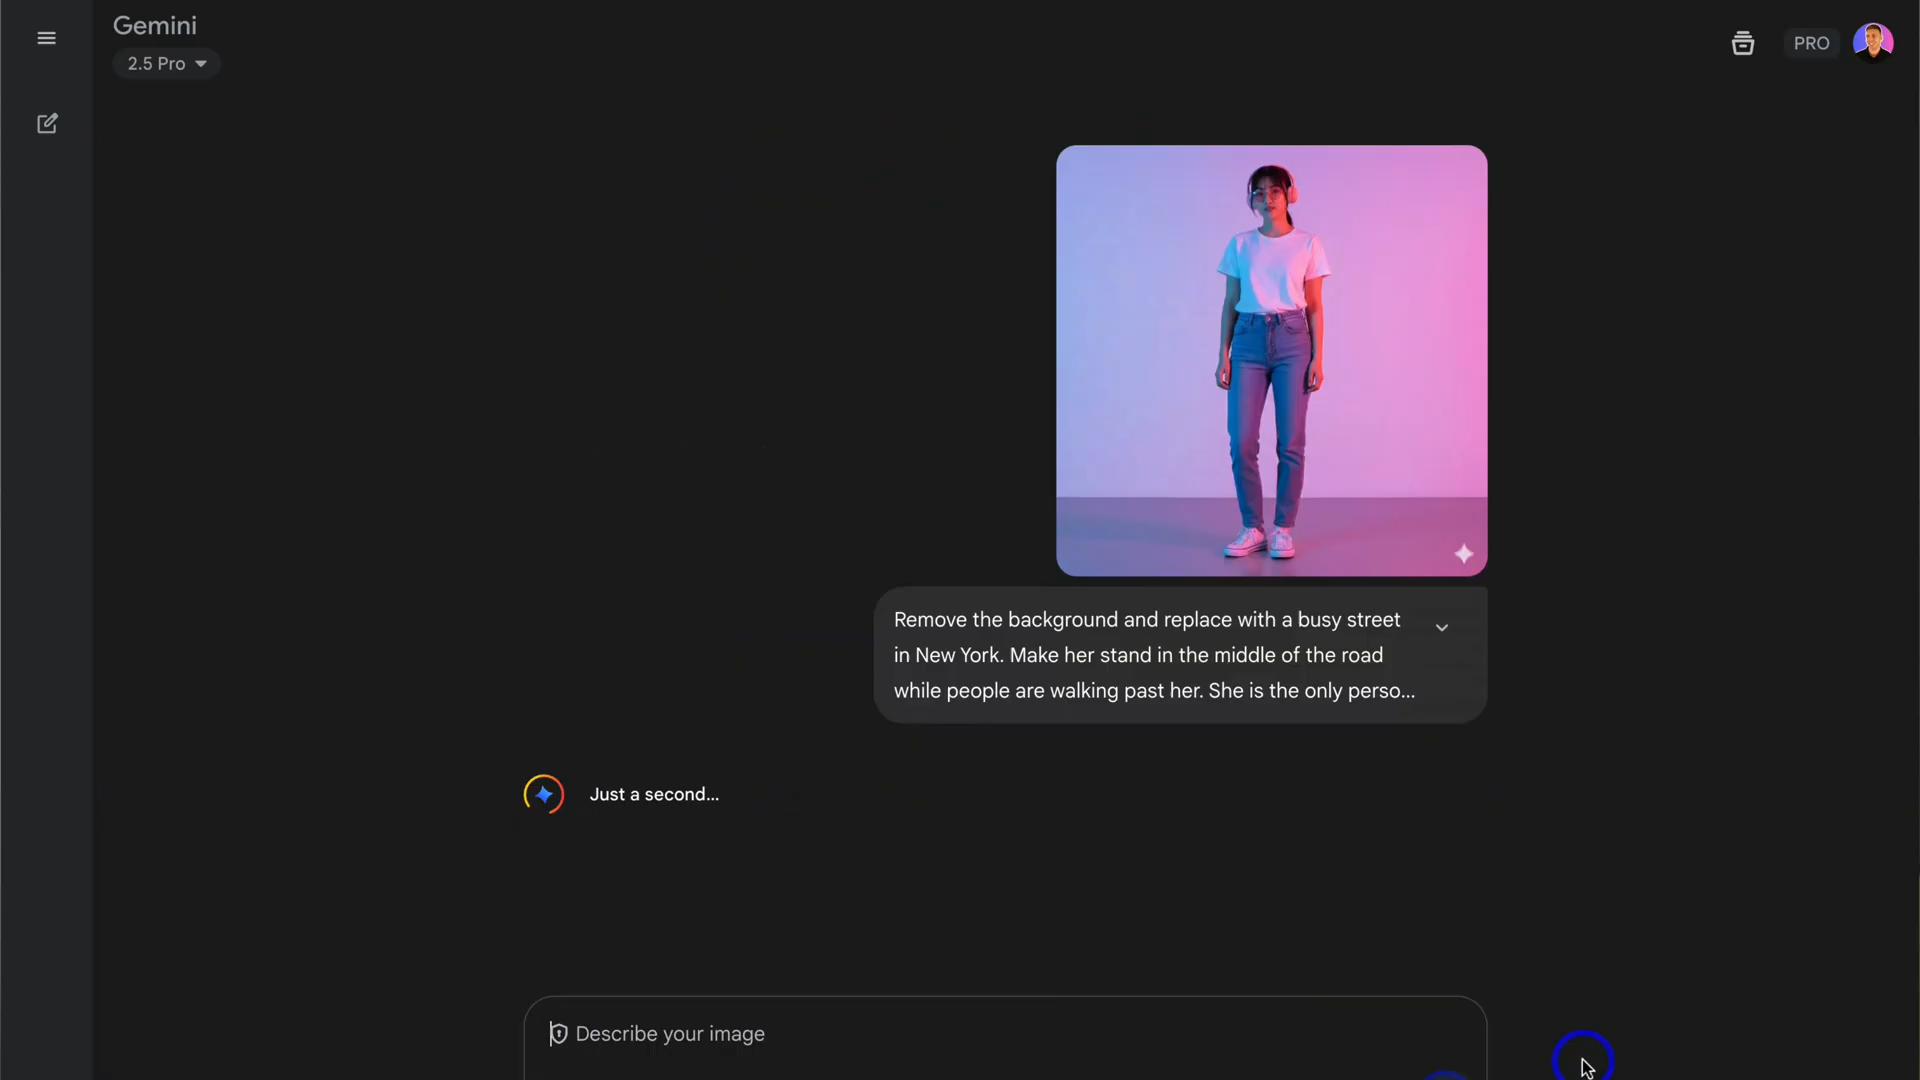 Gemini
2.5 Pro
PRO
Remove the background and replace with a busy street
in New York. Make her stand in the middle of the road
while people are walking past her. She is the only perso...
Just a second...
Describe your image